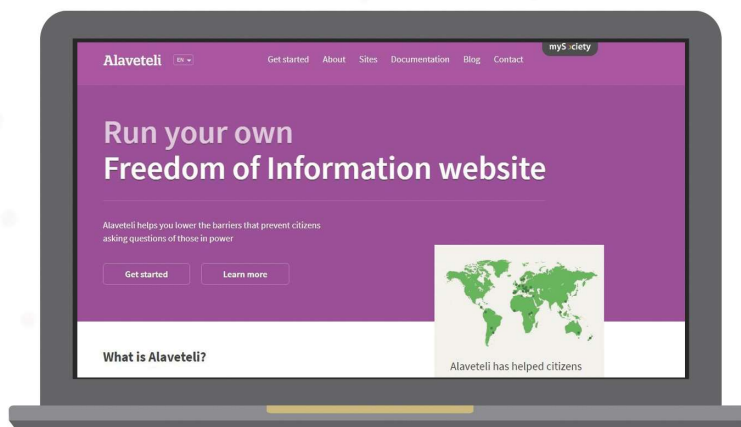 mySociety
Alaveteli EN Get started About Sites Documentation Blog Contact
Run your own
Freedom of Information website
Alaveteli helps you lower the barriers that prevent citizens
asking questions of those in power
Get started Learn more
What is Alaveteli?
Alaveteli has helped citizens